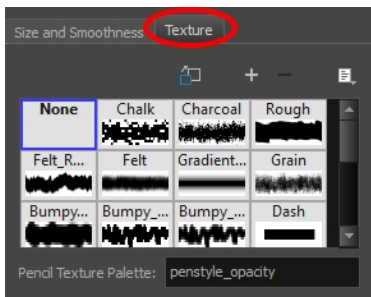 Size and Smoothness Texture
None Chalk Charcoal Rough
Felt_R... Felt Gradient... Grain
Bumpy... Bumpy_... Bumpy_... Dash
Pencil Texture Palette: penstyle_opacity